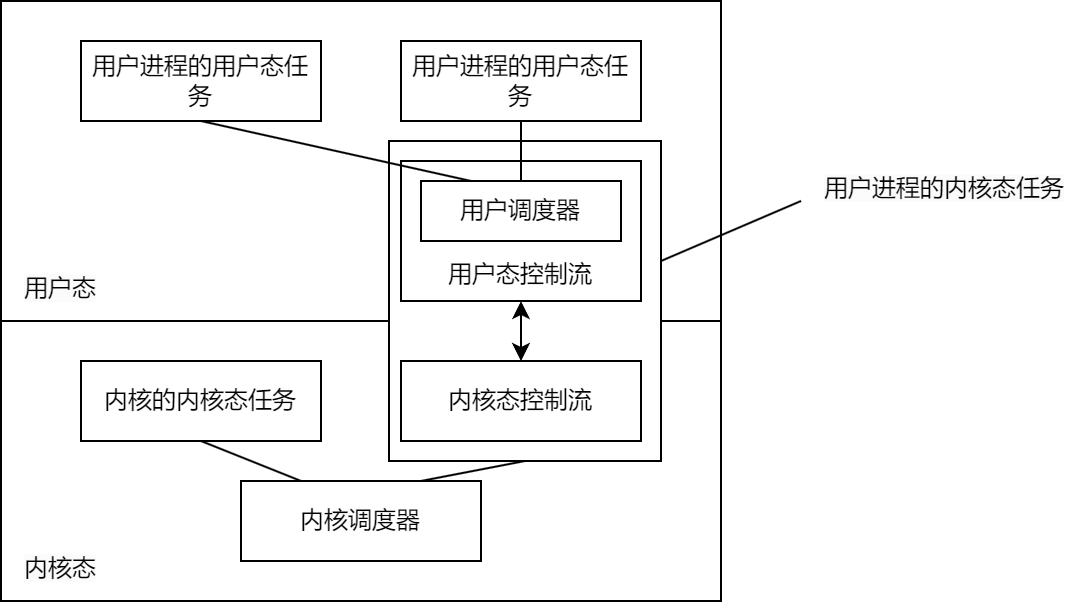 用户进程的用户态任
务
用户进程的用户态任
务
用户进程的内核态任务
用户调度器
用户态控制流
用户态
内核的内核态任务
内核态控制流
内核调度器
内核态